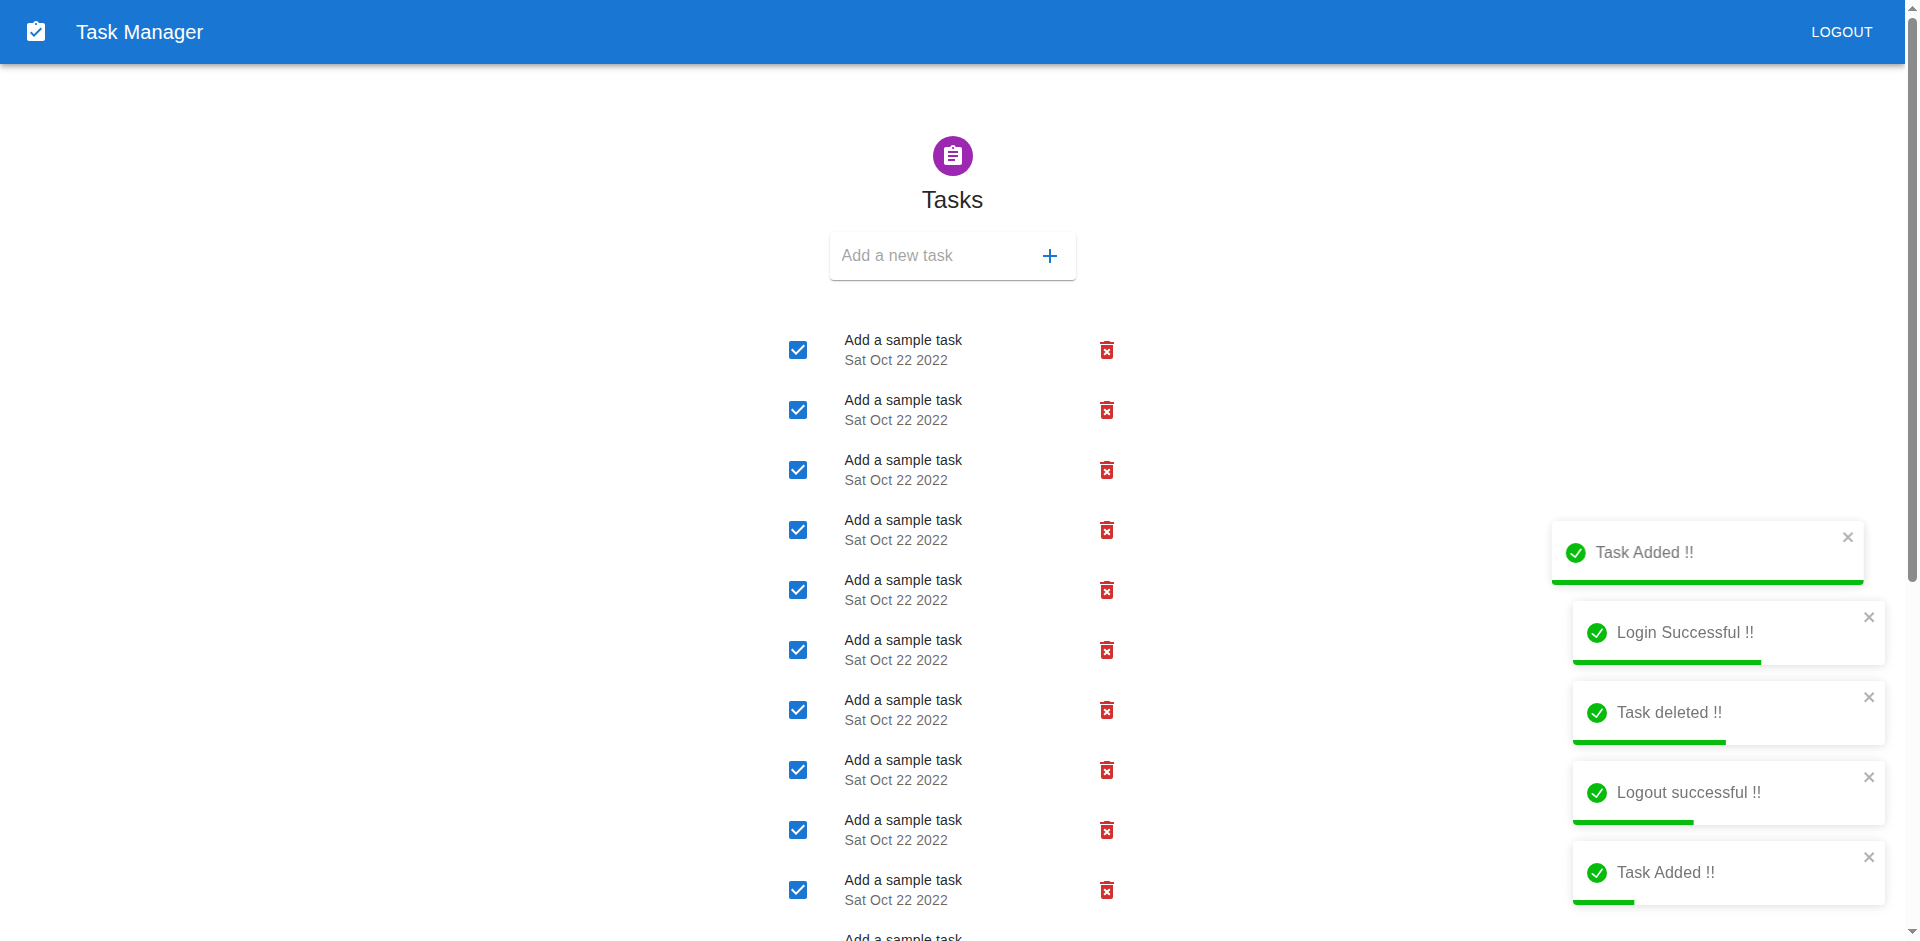 Task Manager
LOGOUT
Tasks
Add a new task
Add a sample task
Sat Oct 22 2022
Add a sample task
Sat Oct 22 2022
Add a sample task
Sat Oct 22 2022
Add a sample task
Sat Oct 22 2022
Add a sample task
Sat Oct 22 2022
Add a sample task
Sat Oct 22 2022
Add a sample task
Sat Oct 22 2022
Add a sample task
Sat Oct 22 2022
Add a sample task
Sat Oct 22 2022
Add a sample task
Sat Oct 22 2022
Add a sample task
Task Added !!
Login Successful !!
Task deleted !!
Logout successful !!
Task Added !!